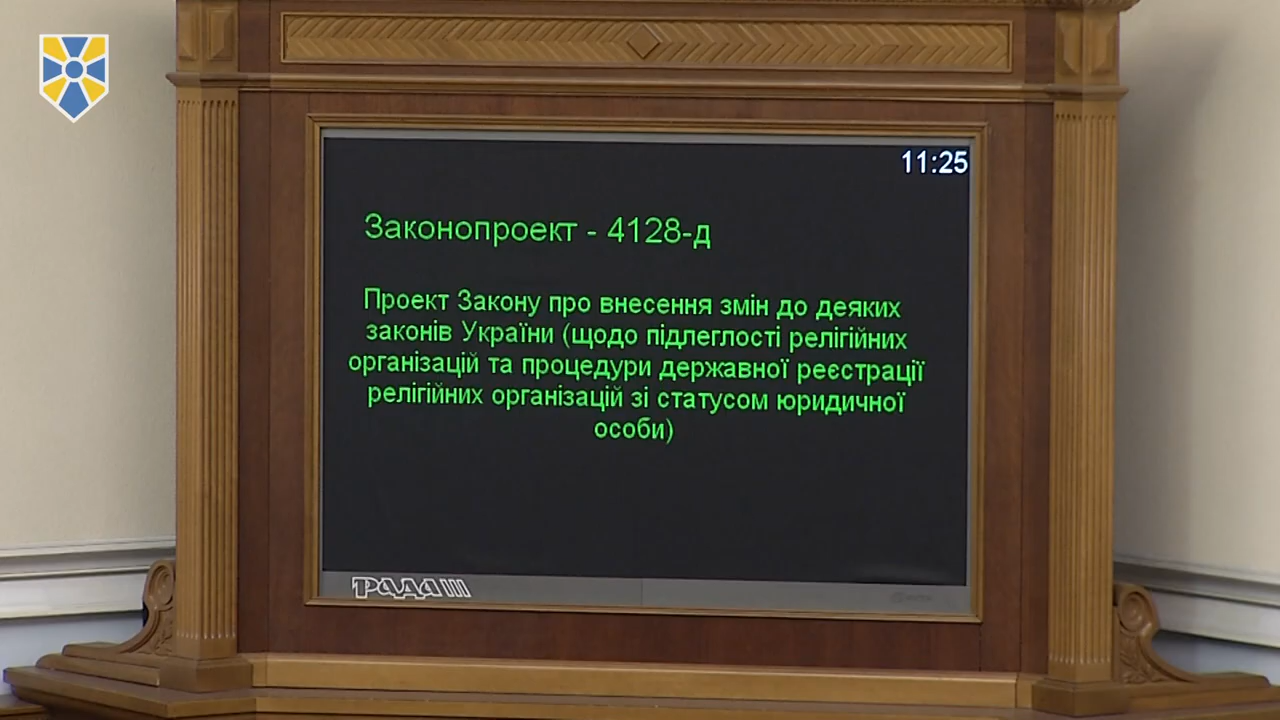 11:25
Законопроект - 4128-д
Проект Закону про внесення змін до деяких
законів України (щодо підлеглості релігійних
організацій та процедури державної реєстрації
релігійних організацій зі статусом юридичної
особи)
РАДА III